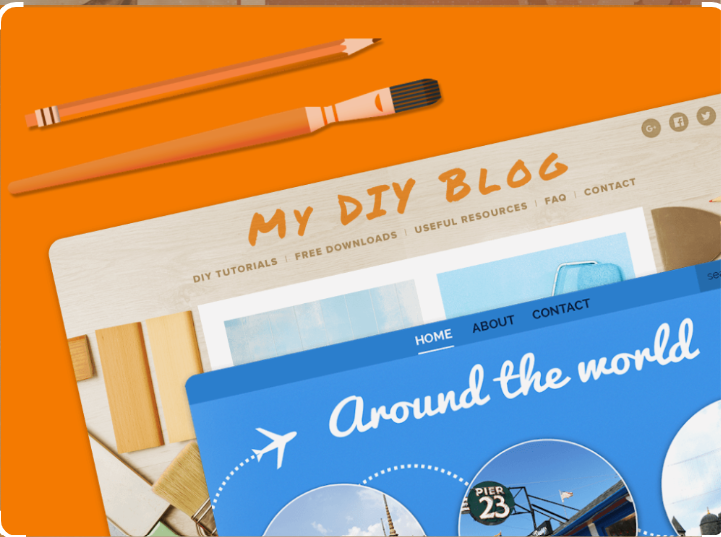 My DIY Blog
DIY TUTORIALS | FREE DOWNLOADS | USEFUL RESOURCES | FAQ | CONTACT
HOME ABOUT CONTACT
Around the world
PIER
23